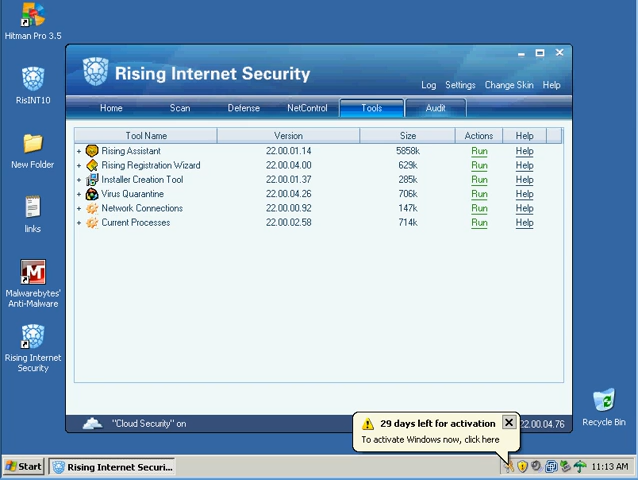 Hitman Pro 3.5
RisINT10
New Folder
links
Malwarebytes'
Anti-Malware
Rising Internet
Security
Rising Internet Security
Log Settings Change Skin Help
Home Scan Defense NetControl Tools Audit
Tool Name Version Size Actions Help
+ Rising Assistant 22.00.01.14 5858k Run Help
+ Rising Registration Wizard 22.00.04.00 629k Run Help
+ Installer Creation Tool 22.00.01.37 285k Run Help
+ Virus Quarantine 22.00.04.26 706k Run Help
+ Network Connections 22.00.00.92 147k Run Help
+ Current Processes 22.00.02.58 714k Run Help
"Cloud Security" on
22.00.04.76
29 days left for activation
To activate Windows now, click here
Recycle Bin
Start Rising Internet Securi... 11:13 AM